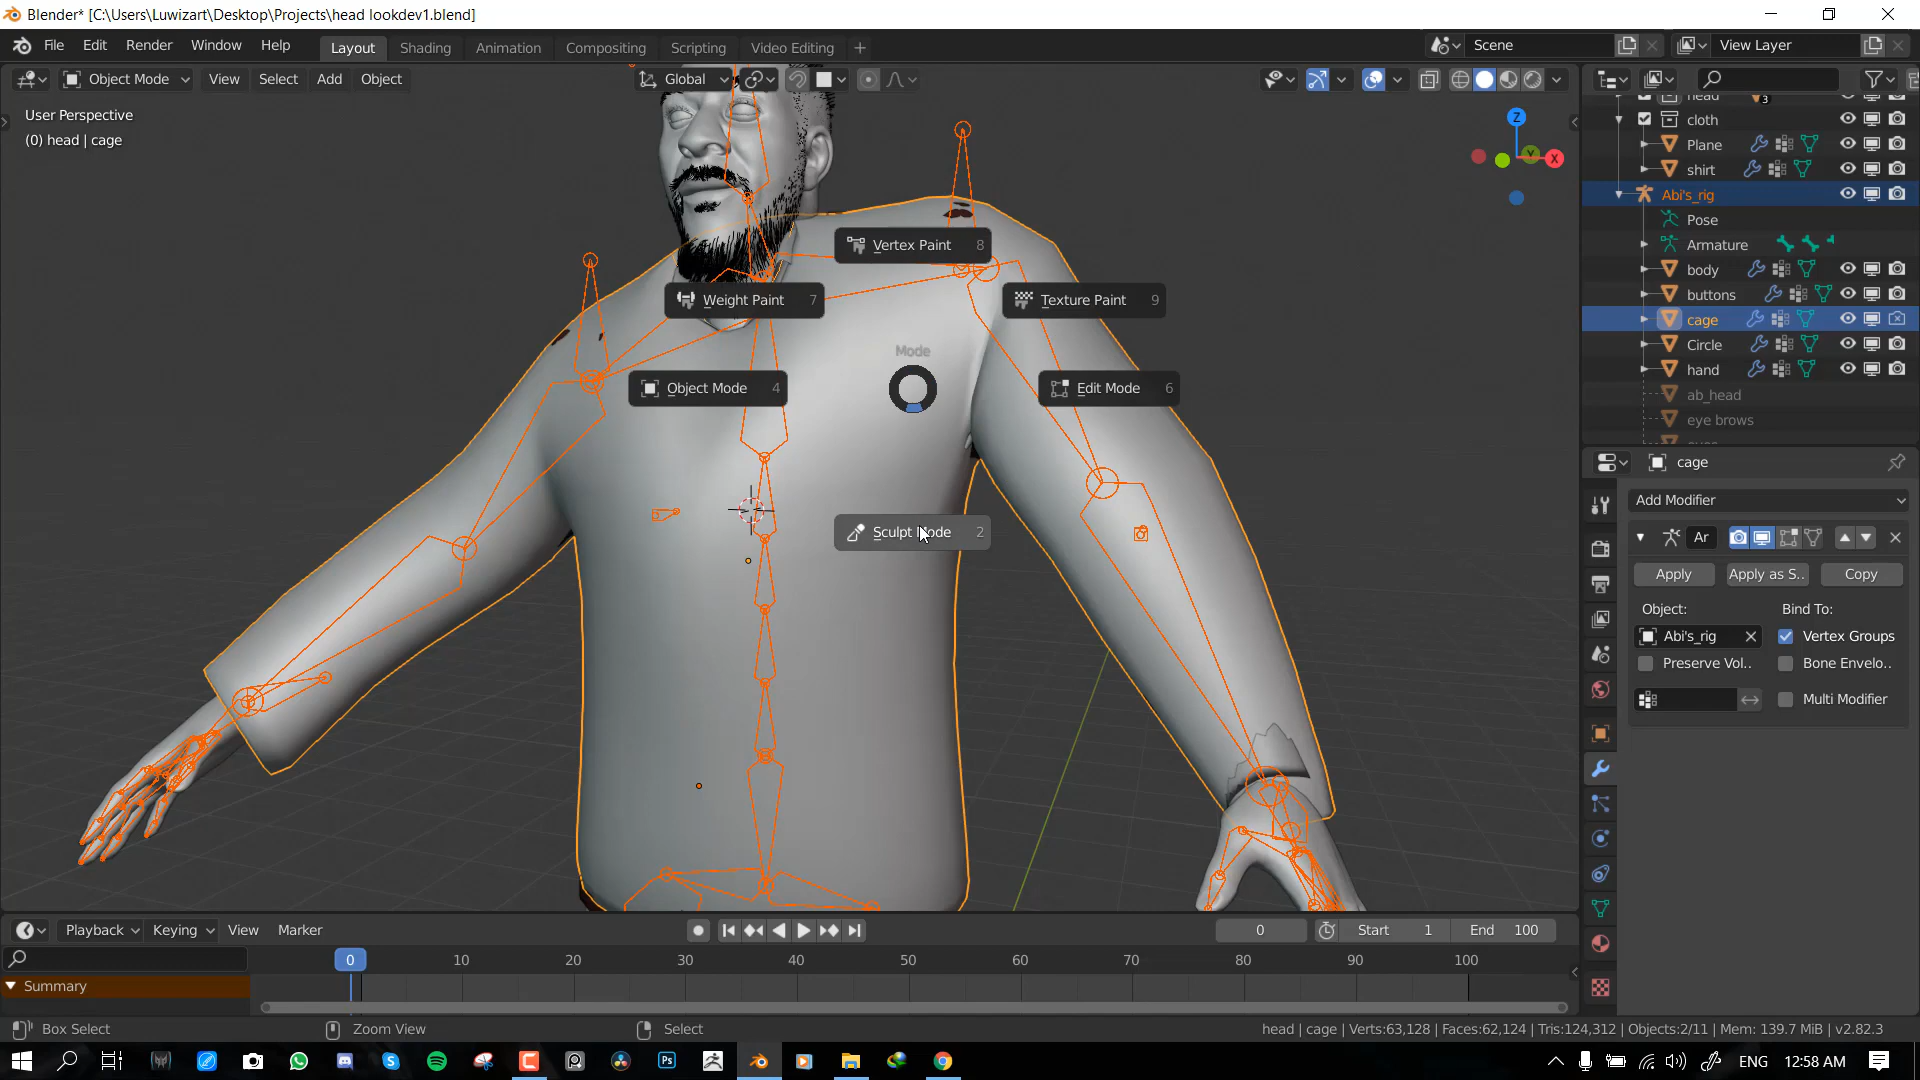 Blender* [C:\Users\Luwizart\Desktop\Projects\head lookdev1.blend]
File Edit Render Window Help Layout Shading Animation Compositing Scripting Video Editing + Scene View Layer
Object Mode View Select Add Object Global
User Perspective
(0) head | cage
Z
X
Y
head 3
cloth
Plane
shirt
Abi's_rig
Pose
Armature
body
buttons
cage
Circle
hand
ab_head
eye brows
Vertex Paint 8
Weight Paint 7
Texture Paint 9
Mode
Object Mode 4
Edit Mode 6
Sculpt Mode 2
cage
Add Modifier
Ar
Apply Apply as S.. Copy
Object: Bind To:
Abi's_rig Vertex Groups
Preserve Vol.. Bone Envelo..
Multi Modifier
Playback Keying View Marker 0 Start 1 End 100
0 10 20 30 40 50 60 70 80 90 100
Summary
Box Select Zoom View Select head | cage | Verts:63,128 | Faces:62,124 | Tris:124,312 | Objects:2/11 | Mem: 139.7 MiB | v2.82.3
Ps ENG 12:58 AM